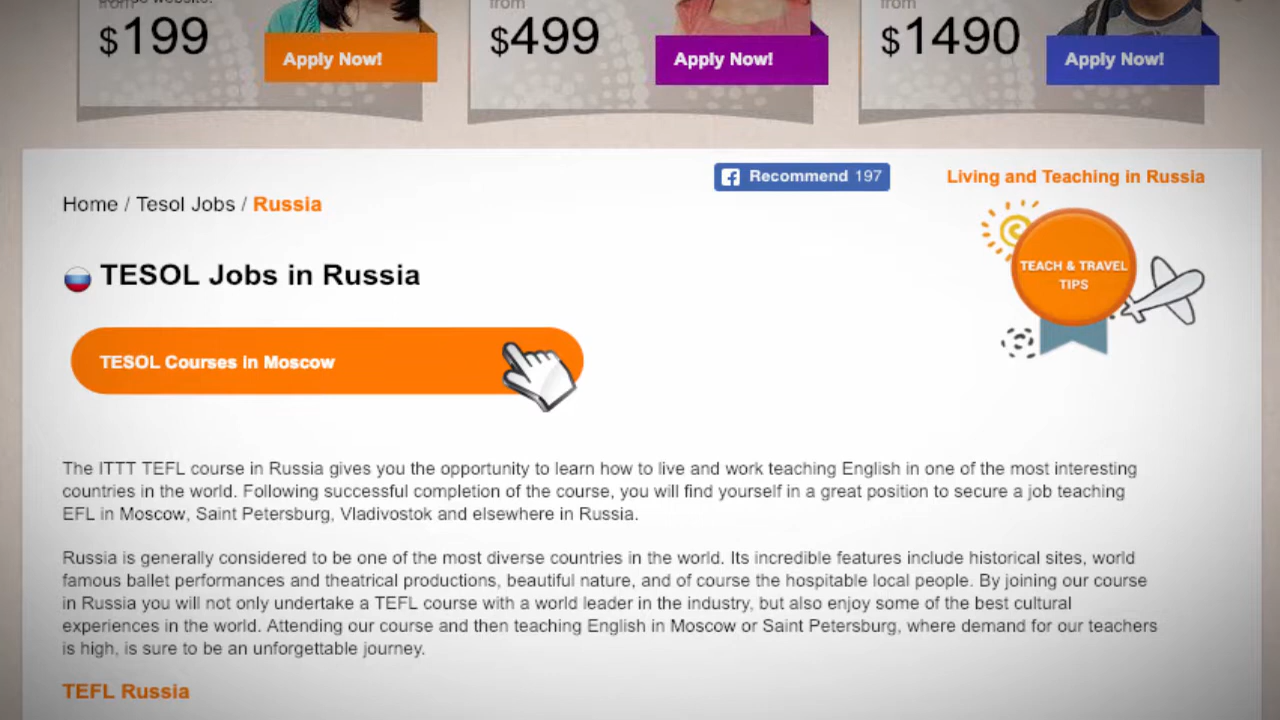 from
website.
$199
Apply Now!
from
$499
Apply Now!
from
$1490
Apply Now!
Recommend 197
Living and Teaching in Russia
Home / Tesol Jobs / Russia
TEACH & TRAVEL
TIPS
TESOL Jobs in Russia
TESOL Courses in Moscow
The ITTT TEFL course in Russia gives you the opportunity to learn how to live and work teaching English in one of the most interesting
countries in the world. Following successful completion of the course, you will find yourself in a great position to secure a job teaching
EFL in Moscow, Saint Petersburg, Vladivostok and elsewhere in Russia.
Russia is generally considered to be one of the most diverse countries in the world. Its incredible features include historical sites, world
famous ballet performances and theatrical productions, beautiful nature, and of course the hospitable local people. By joining our course
in Russia you will not only undertake a TEFL course with a world leader in the industry, but also enjoy some of the best cultural
experiences in the world. Attending our course and then teaching English in Moscow or Saint Petersburg, where demand for our teachers
is high, is sure to be an unforgettable journey.
TEFL Russia